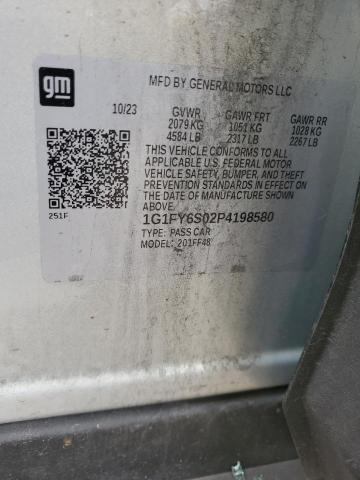 gm
MFD BY GENERAL MOTORS LLC
10/23 GVWR GAWR FRT GAWR RR
2079 KG 1051 KG 1028 KG
4584 LB 2317 LB 2267 LB
THIS VEHICLE CONFORMS TO ALL
APPLICABLE U.S. FEDERAL MOTOR
VEHICLE SAFETY, BUMPER, AND THEFT
PREVENTION STANDARDS IN EFFECT
ON THE DATE OF MANUFACTURE
SHOWN ABOVE.
251F
1G1FY6S02P4198580
TYPE: PASS CAR
MODEL: 201FF48